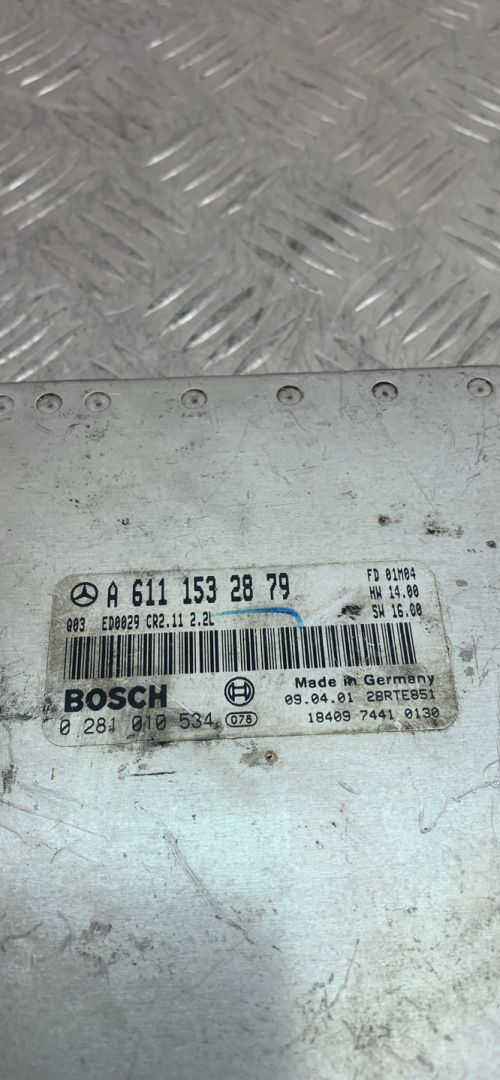 A 611 153 28 79
FD 01M04
HW 14.00
SW 16.00
Q03 ED0029 CR2.11 2.2L
BOSCH
Made in Germany
09.04.01 28RTE851
0 281 010 534 078
18409 7441 0130